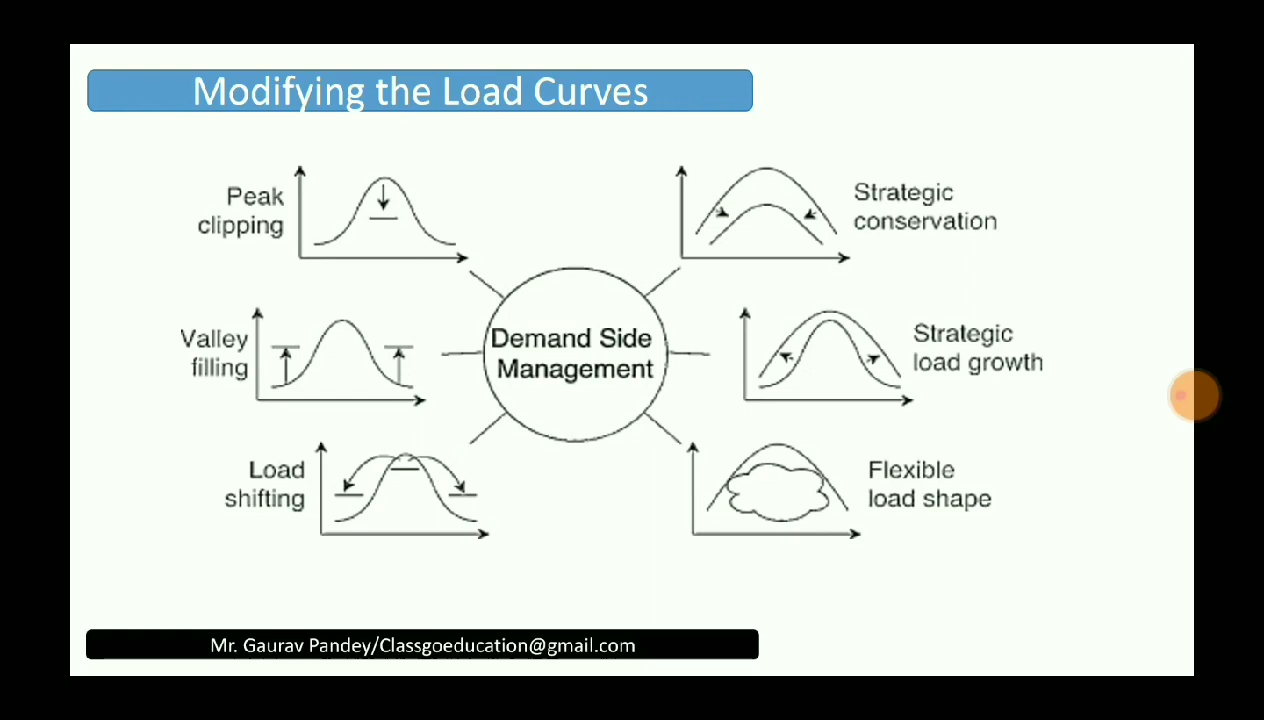 Modifying the Load Curves
Peak
clipping
Strategic
conservation
Valley
filling
Demand Side
Management
Strategic
load growth
Load
shifting
Flexible
load shape
Mr. Gaurav Pandey/Classgoeducation@gmail.com